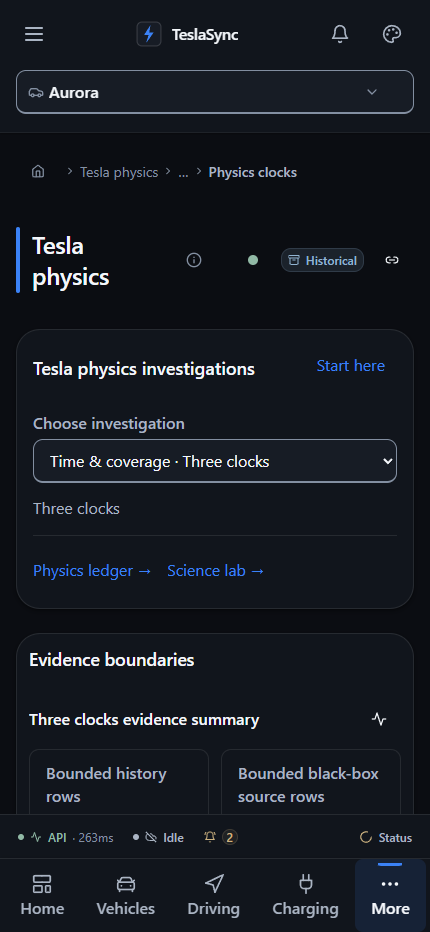 TeslaSync
Aurora
Tesla physics
...
Physics clocks
Tesla
physics
Historical
Tesla physics investigations
Start here
Choose investigation
Time & coverage · Three clocks
Three clocks
Physics ledger →
Science lab →
Evidence boundaries
Three clocks evidence summary
Bounded history
rows
Bounded black-box
source rows
API · 263ms
Idle
2
Status
Home
Vehicles
Driving
Charging
More